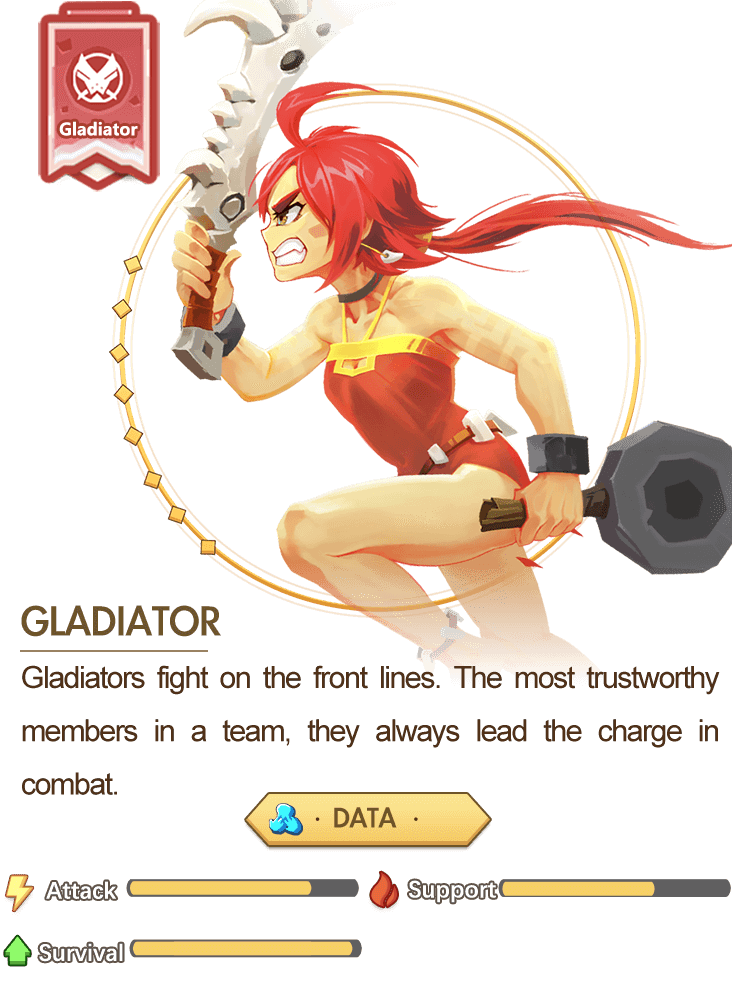 Gladiator
GLADIATOR
Gladiators fight on the front lines. The most trustworthy
members in a team, they always lead the charge in
combat.
· DATA ·
Attack
Support
Survival